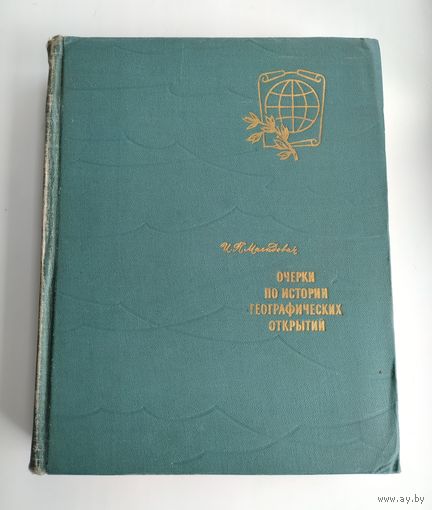 И.П. Магидович
ОЧЕРКИ
ПО ИСТОРИИ
ГЕОГРАФИЧЕСКИХ
ОТКРЫТИЙ
www.ay.by